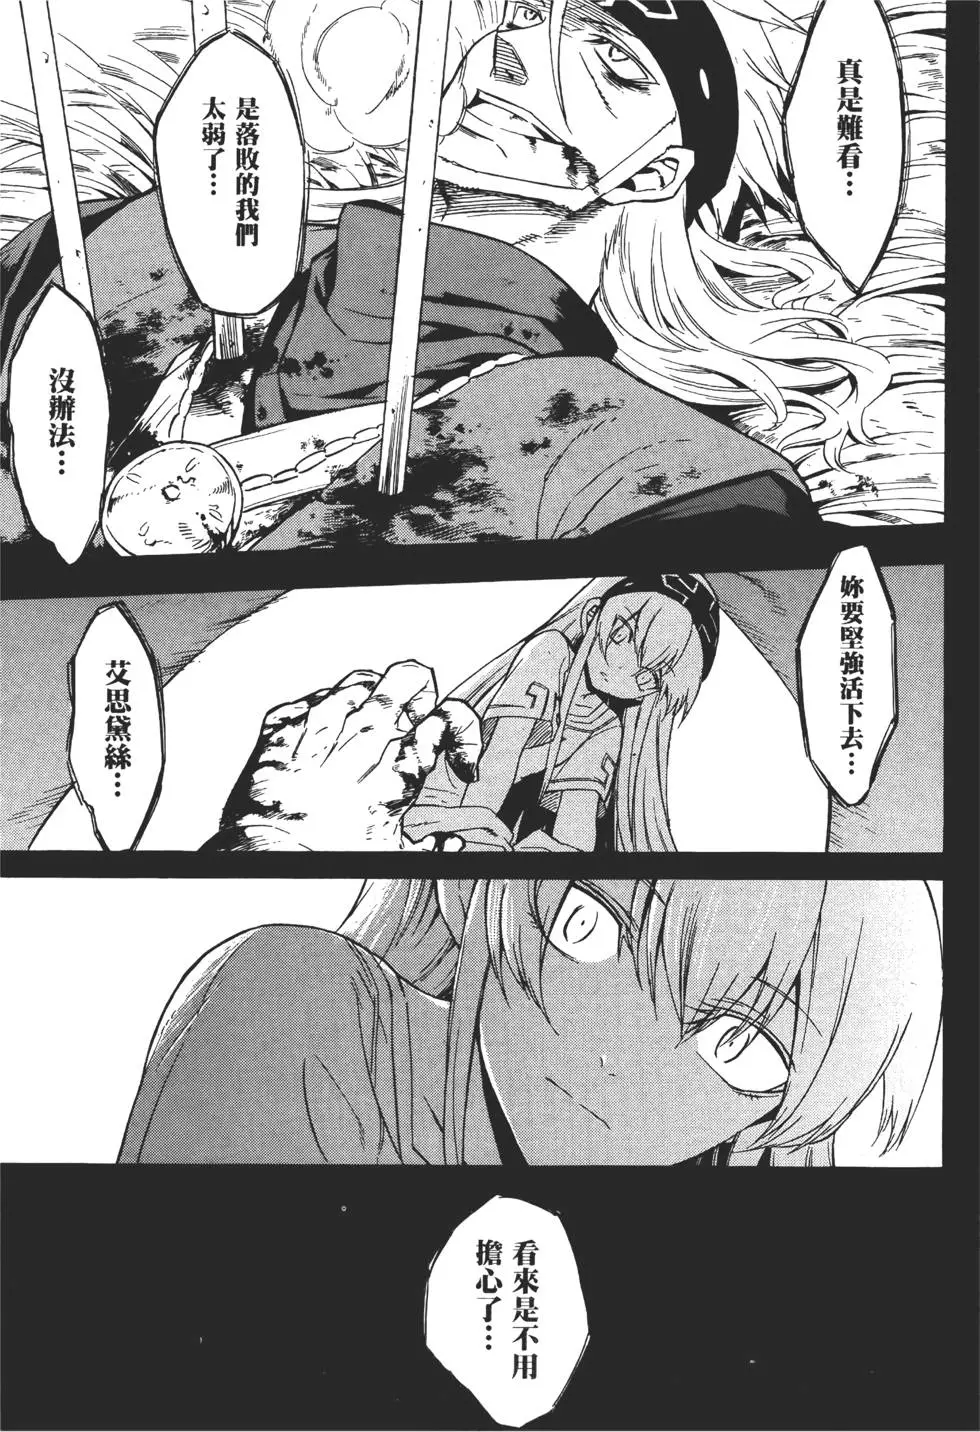 真是難看…
是落敗的我們
太弱了…
沒辦法…
妳要堅強活下去…
艾思黛絲…
看來是不用
擔心了…